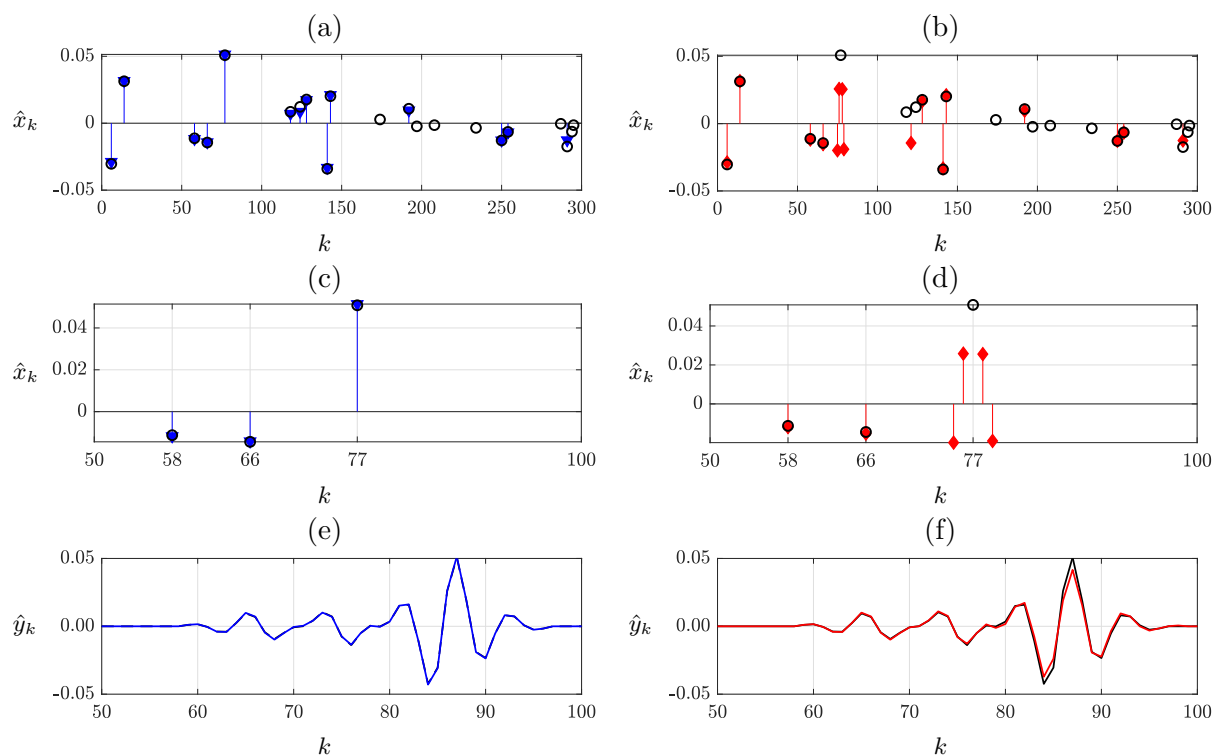 (a) (b)
0.05 0.05
x̂ₖ 0 x̂ₖ 0
-0.05 -0.05
0 50 100 150 200 250 300 0 50 100 150 200 250 300
k k
(c) (d)
0.04 0.04
0.02 0.02
x̂ₖ x̂ₖ
0 0
50 58 66 77 100 50 58 66 77 100
k k
(e) (f)
0.05 0.05
ŷₖ 0.00 ŷₖ 0.00
-0.05 -0.05
50 60 70 80 90 100 50 60 70 80 90 100
k k